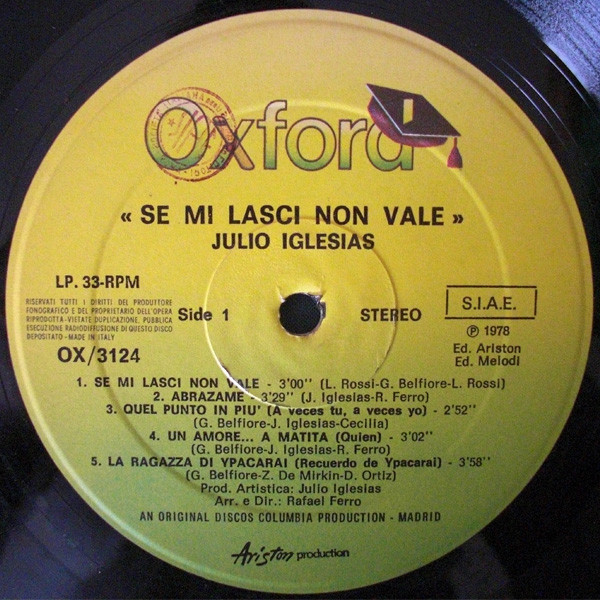 Oxford
« SE MI LASCI NON VALE »
JULIO IGLESIAS
LP. 33-RPM
RISERVATI TUTTI I DIRITTI DEL PRODUTTORE
FONOGRAFICO E DEL PROPRIETARIO DELL'OPERA
RIPRODOTTA-VIETATE DUPLICAZIONE, PUBBLICA
ESECUZIONE RADIODIFFUSIONE DI QUESTO DISCO
DEPOSITATO-MADE IN ITALY
OX/3124
Side 1
STEREO
S.I.A.E.
Ⓟ 1978
Ed. Ariston
Ed. Melodi
1. SE MI LASCI NON VALE - 3'00'' (L. Rossi-G. Belfiore-L. Rossi)
2. ABRAZAME - 3'29'' (J. Iglesias-R. Ferro)
3. QUEL PUNTO IN PIU' (A veces tu, a veces yo) - 2'52''
(G. Belfiore-J. Iglesias-Cecilia)
4. UN AMORE... A MATITA (Quien) - 3'02''
(G. Belfiore-J. Iglesias-R. Ferro)
5. LA RAGAZZA DI YPACARAI (Recuerdo de Ypacarai) - 3'58''
(G. Belfiore-Z. De Mirkin-D. Ortiz)
Prod. Artistica: Julio Iglesias
Arr. e Dir.: Rafael Ferro
AN ORIGINAL DISCOS COLUMBIA PRODUCTION - MADRID
Ariston production